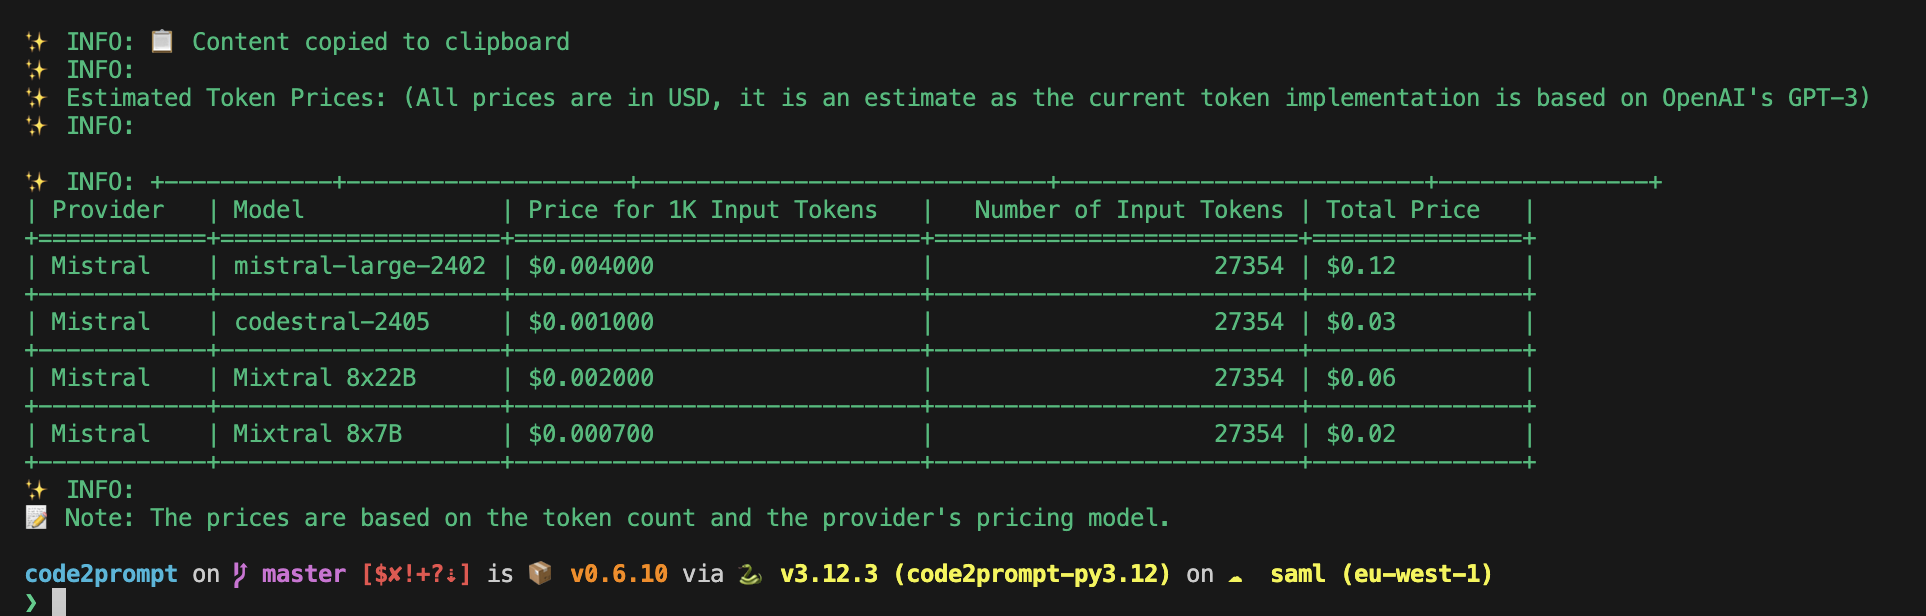 ✨ INFO: 📋 Content copied to clipboard
✨ INFO:
✨ Estimated Token Prices: (All prices are in USD, it is an estimate as the current token implementation is based on OpenAI's GPT-3)
✨ INFO:
✨ INFO: +------------+--------------------+-----------------------------+--------------------------+---------------+
| Provider   | Model              | Price for 1K Input Tokens   |   Number of Input Tokens | Total Price   |
+============+====================+=============================+==========================+===============+
| Mistral    | mistral-large-2402 | $0.004000                   |                    27354 | $0.12         |
+------------+--------------------+-----------------------------+--------------------------+---------------+
| Mistral    | codestral-2405     | $0.001000                   |                    27354 | $0.03         |
+------------+--------------------+-----------------------------+--------------------------+---------------+
| Mistral    | Mixtral 8x22B      | $0.002000                   |                    27354 | $0.06         |
+------------+--------------------+-----------------------------+--------------------------+---------------+
| Mistral    | Mixtral 8x7B       | $0.000700                   |                    27354 | $0.02         |
+------------+--------------------+-----------------------------+--------------------------+---------------+
✨ INFO:
📝 Note: The prices are based on the token count and the provider's pricing model.
code2prompt on master [$✘!+?⇣] is 📦 v0.6.10 via 🐍 v3.12.3 (code2prompt-py3.12) on ☁ saml (eu-west-1)
❯